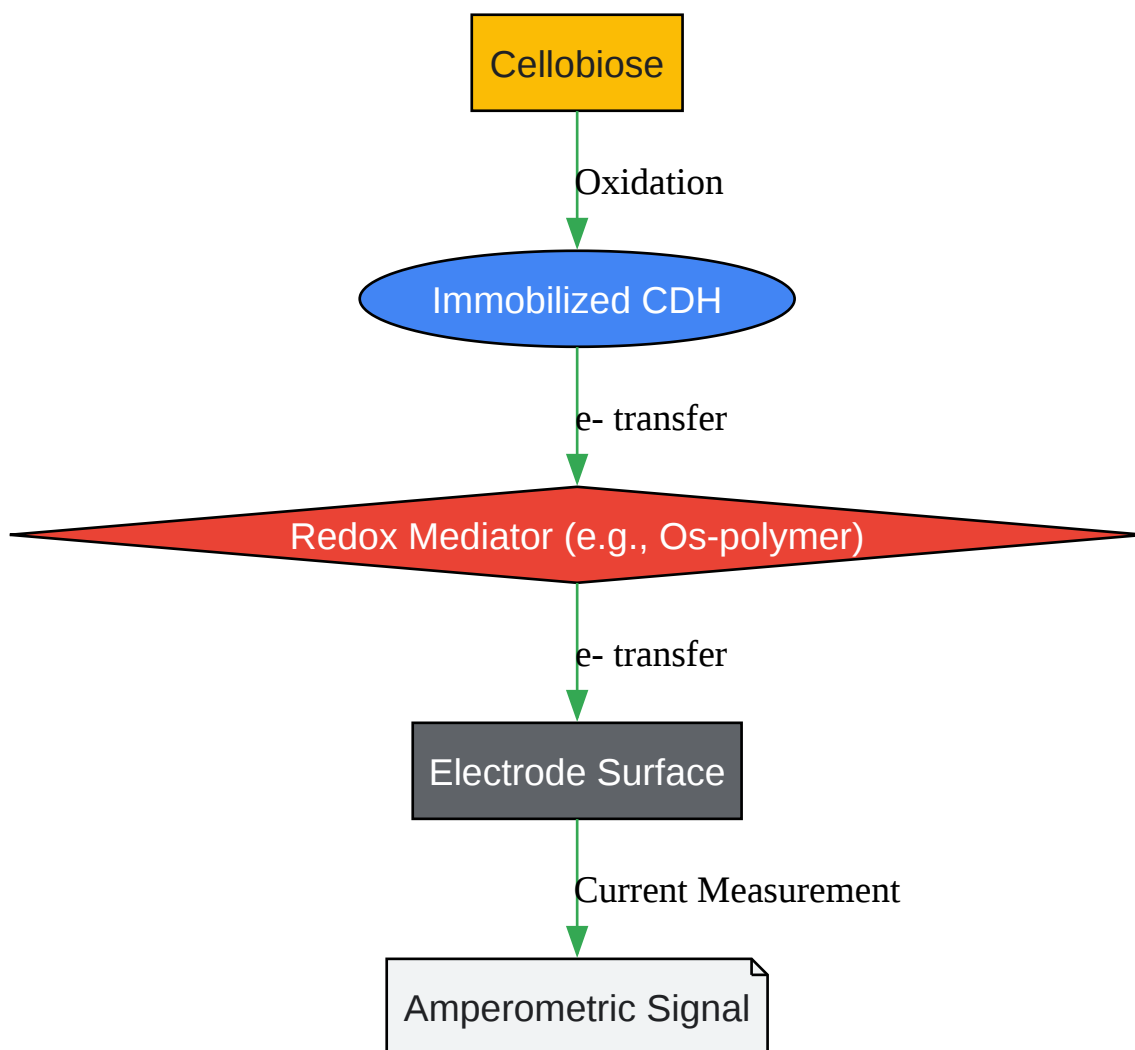 Cellobiose
Oxidation
Immobilized CDH
e- transfer
Redox Mediator (e.g., Os-polymer)
e- transfer
Electrode Surface
Current Measurement
Amperometric Signal